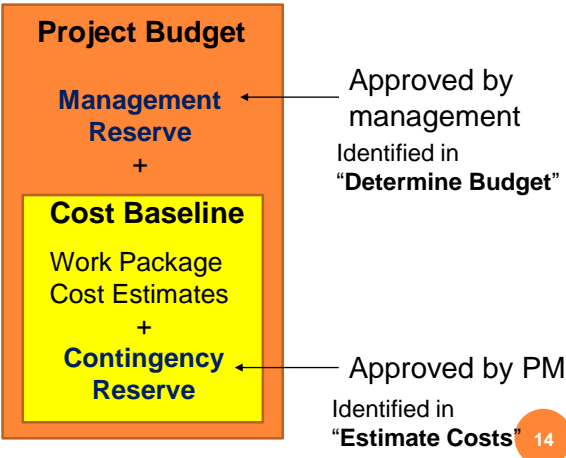 Project Budget
Management
Reserve
+
Cost Baseline
Work Package
Cost Estimates
+
Contingency
Reserve
Approved by
management
Identified in
“Determine Budget”
Approved by PM
Identified in
“Estimate Costs”
14